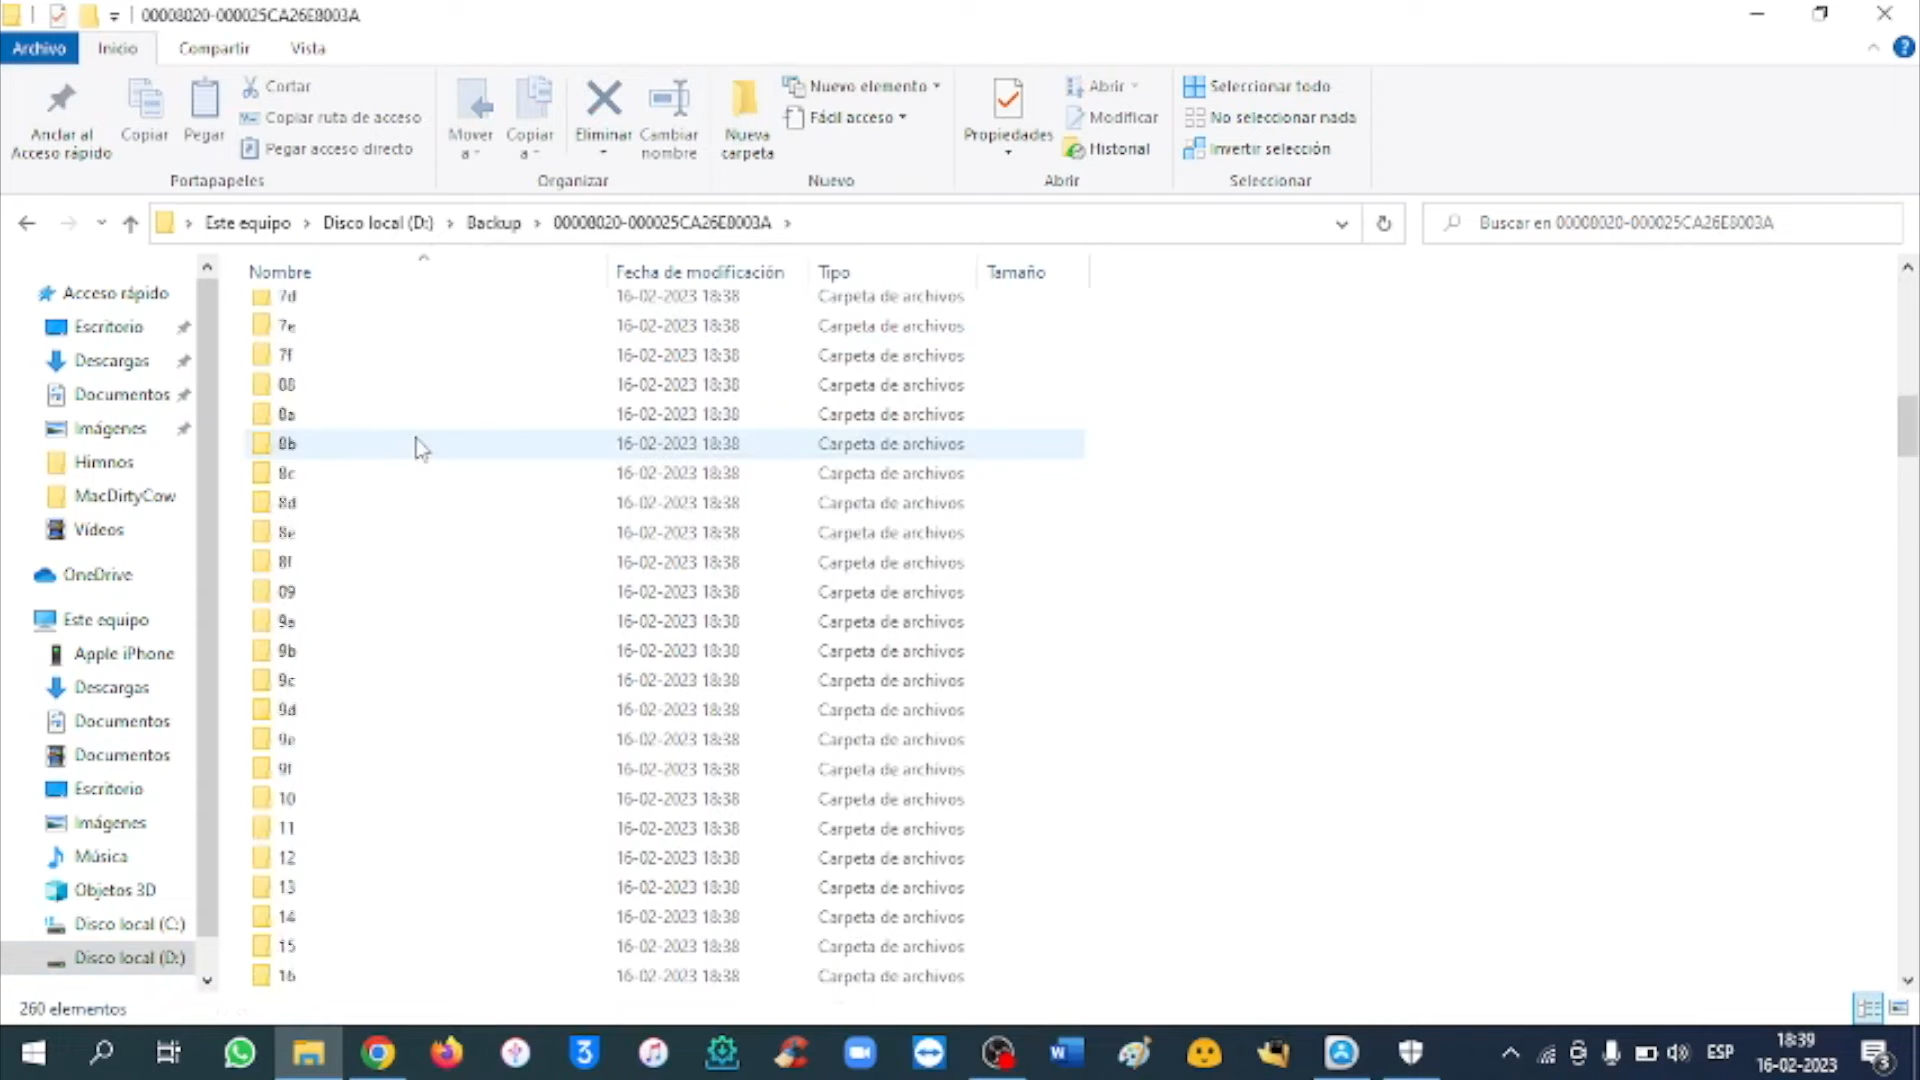 00008020-000025CA26E8003A
Archivo Inicio Compartir Vista
Anclar al Acceso rápido
Copiar
Pegar
Cortar
Copiar ruta de acceso
Pegar acceso directo
Portapapeles
Mover a
Copiar a
Eliminar
Cambiar nombre
Organizar
Nueva carpeta
Nuevo elemento
Fácil acceso
Nuevo
Propiedades
Abrir
Modificar
Historial
Abrir
Seleccionar todo
No seleccionar nada
Invertir selección
Seleccionar
Este equipo > Disco local (D:) > Backup > 00008020-000025CA26E8003A >
Buscar en 00008020-000025CA26E8003A
Acceso rápido
Escritorio
Descargas
Documentos
Imágenes
Himnos
MacDirtyCow
Vídeos
OneDrive
Este equipo
Apple iPhone
Descargas
Documentos
Documentos
Escritorio
Imágenes
Música
Objetos 3D
Disco local (C:)
Disco local (D:)
Nombre Fecha de modificación Tipo Tamaño
7d 16-02-2023 18:38 Carpeta de archivos
7e 16-02-2023 18:38 Carpeta de archivos
7f 16-02-2023 18:38 Carpeta de archivos
08 16-02-2023 18:38 Carpeta de archivos
8a 16-02-2023 18:38 Carpeta de archivos
8b 16-02-2023 18:38 Carpeta de archivos
8c 16-02-2023 18:38 Carpeta de archivos
8d 16-02-2023 18:38 Carpeta de archivos
8e 16-02-2023 18:38 Carpeta de archivos
8f 16-02-2023 18:38 Carpeta de archivos
09 16-02-2023 18:38 Carpeta de archivos
9a 16-02-2023 18:38 Carpeta de archivos
9b 16-02-2023 18:38 Carpeta de archivos
9c 16-02-2023 18:38 Carpeta de archivos
9d 16-02-2023 18:38 Carpeta de archivos
9e 16-02-2023 18:38 Carpeta de archivos
9f 16-02-2023 18:38 Carpeta de archivos
10 16-02-2023 18:38 Carpeta de archivos
11 16-02-2023 18:38 Carpeta de archivos
12 16-02-2023 18:38 Carpeta de archivos
13 16-02-2023 18:38 Carpeta de archivos
14 16-02-2023 18:38 Carpeta de archivos
15 16-02-2023 18:38 Carpeta de archivos
16 16-02-2023 18:38 Carpeta de archivos
260 elementos
3
W
ESP
18:39
16-02-2023
3